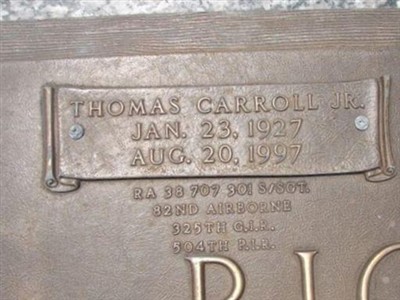 THOMAS CARROLL JR.
JAN. 23, 1927
AUG. 20, 1997
RA 38 709 301 S/SGT.
82ND AIRBORNE
325TH G.I.R.
504TH P.I.R.